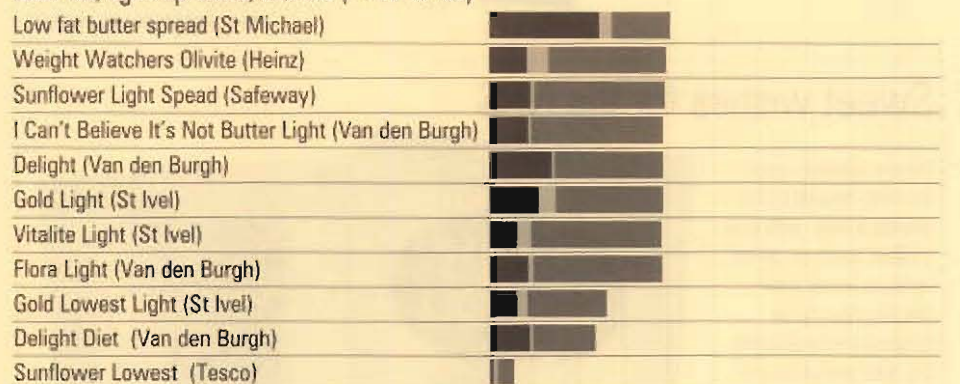 Low fat butter spread (St Michael)
Weight Watchers Olivite (Heinz)
Sunflower Light Spead (Safeway)
I Can't Believe It's Not Butter Light (Van den Burgh)
Delight (Van den Burgh)
Gold Light (St Ivel)
Vitalite Light (St Ivel)
Flora Light (Van den Burgh)
Gold Lowest Light (St Ivel)
Delight Diet (Van den Burgh)
Sunflower Lowest (Tesco)